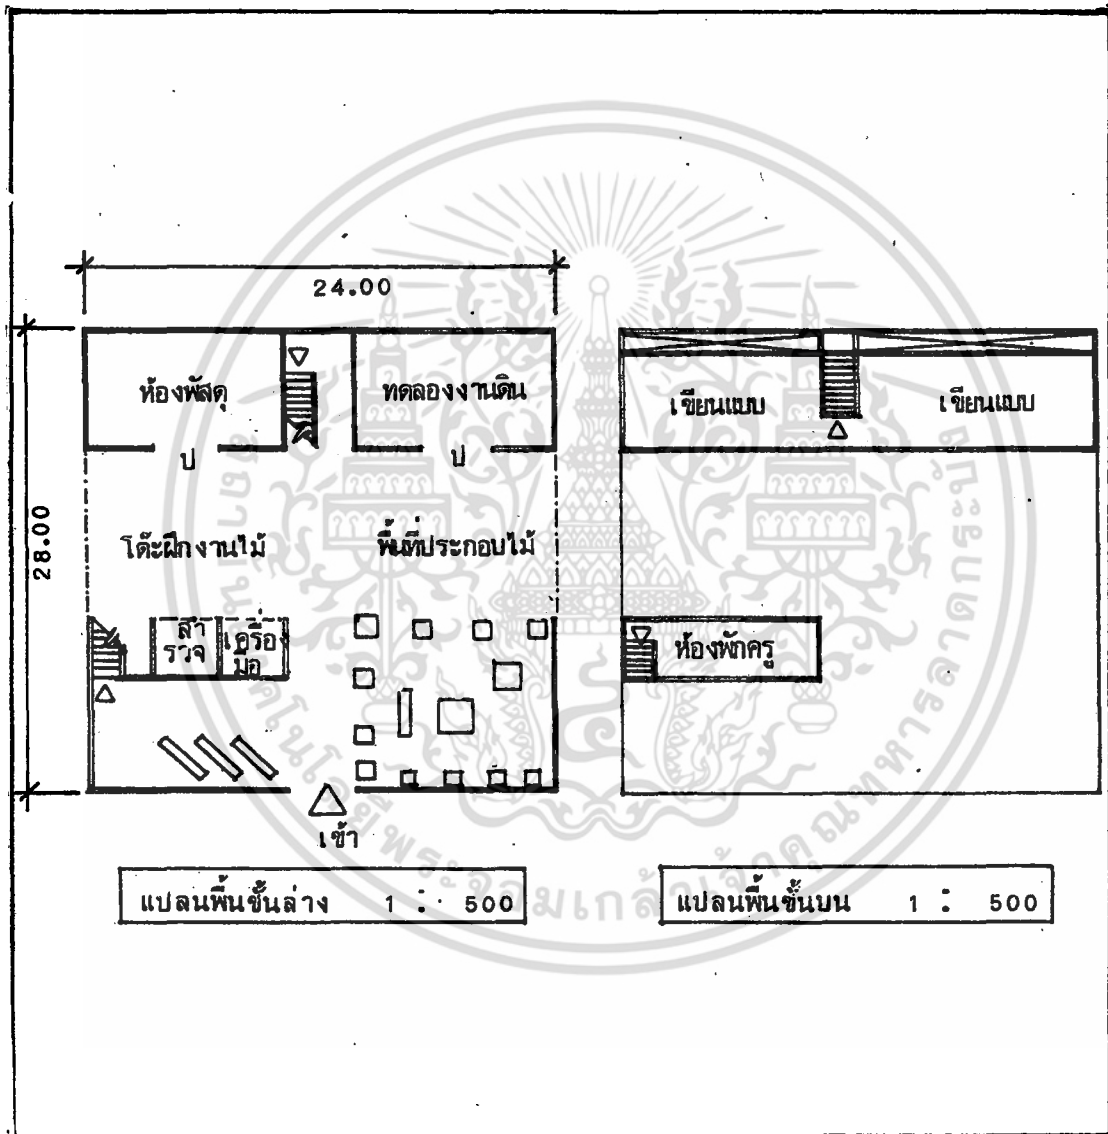 24.00
28.00
ห้องพัสดุ
ทดลองงานดิน
ป
ป
โต๊ะฝึกงานไม้
พื้นที่ประกอบไม้
สำ
รวจ
เครื่อง
มือ
เข้า
แปลนพื้นชั้นล่าง 1 : 500
เขียนแบบ
เขียนแบบ
ห้องพักครู
แปลนพื้นชั้นบน 1 : 500